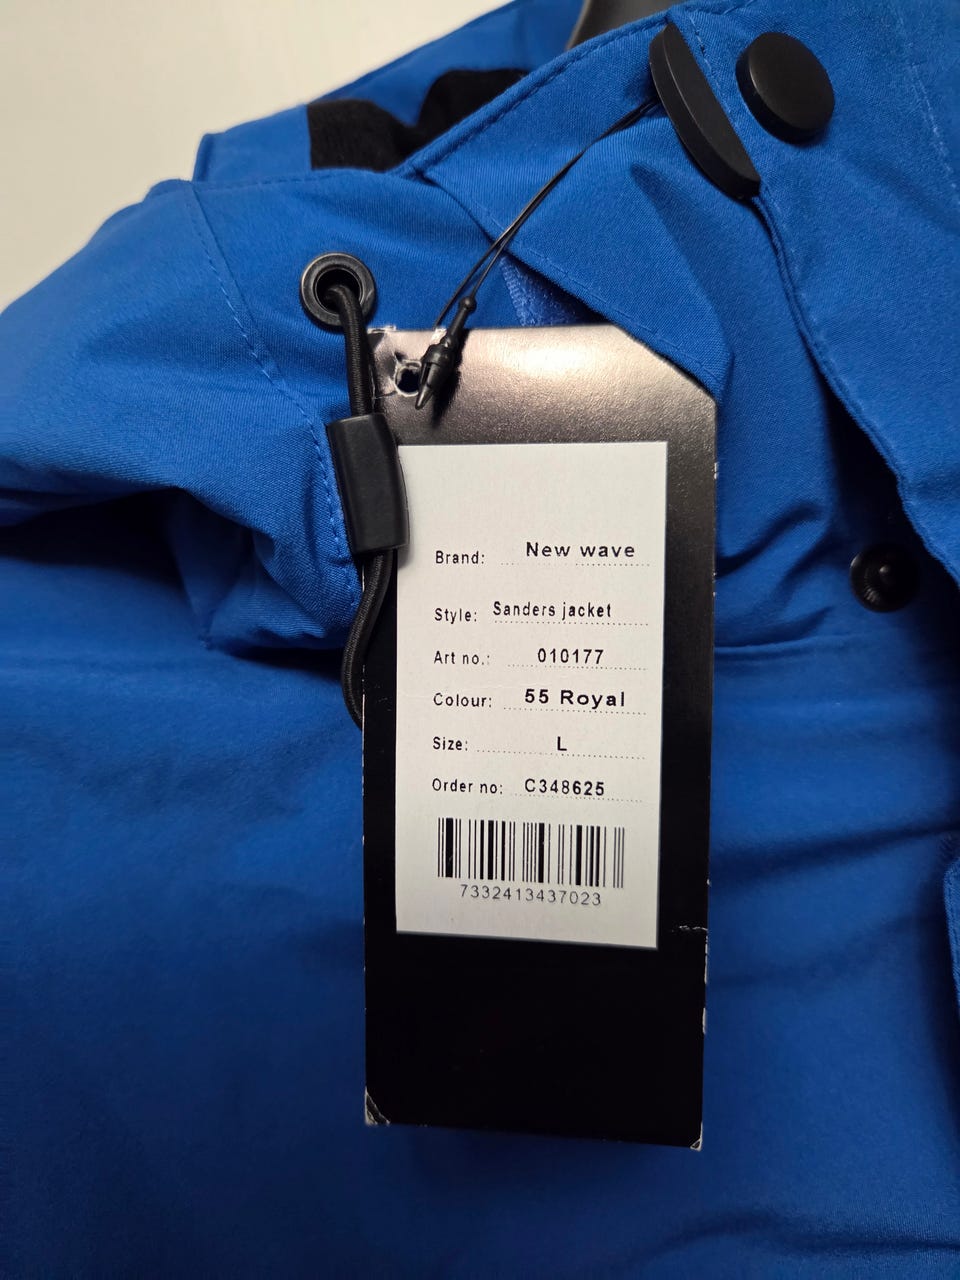 Brand: New wave
Style: Sanders jacket
Art no.: 010177
Colour: 55 Royal
Size: L
Order no: C348625
7332413437023